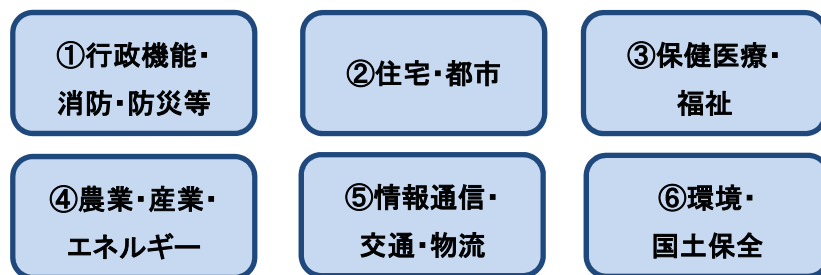 ①行政機能・
消防・防災等
②住宅・都市
③保健医療・
福祉
④農業・産業・
エネルギー
⑤情報通信・
交通・物流
⑥環境・
国土保全